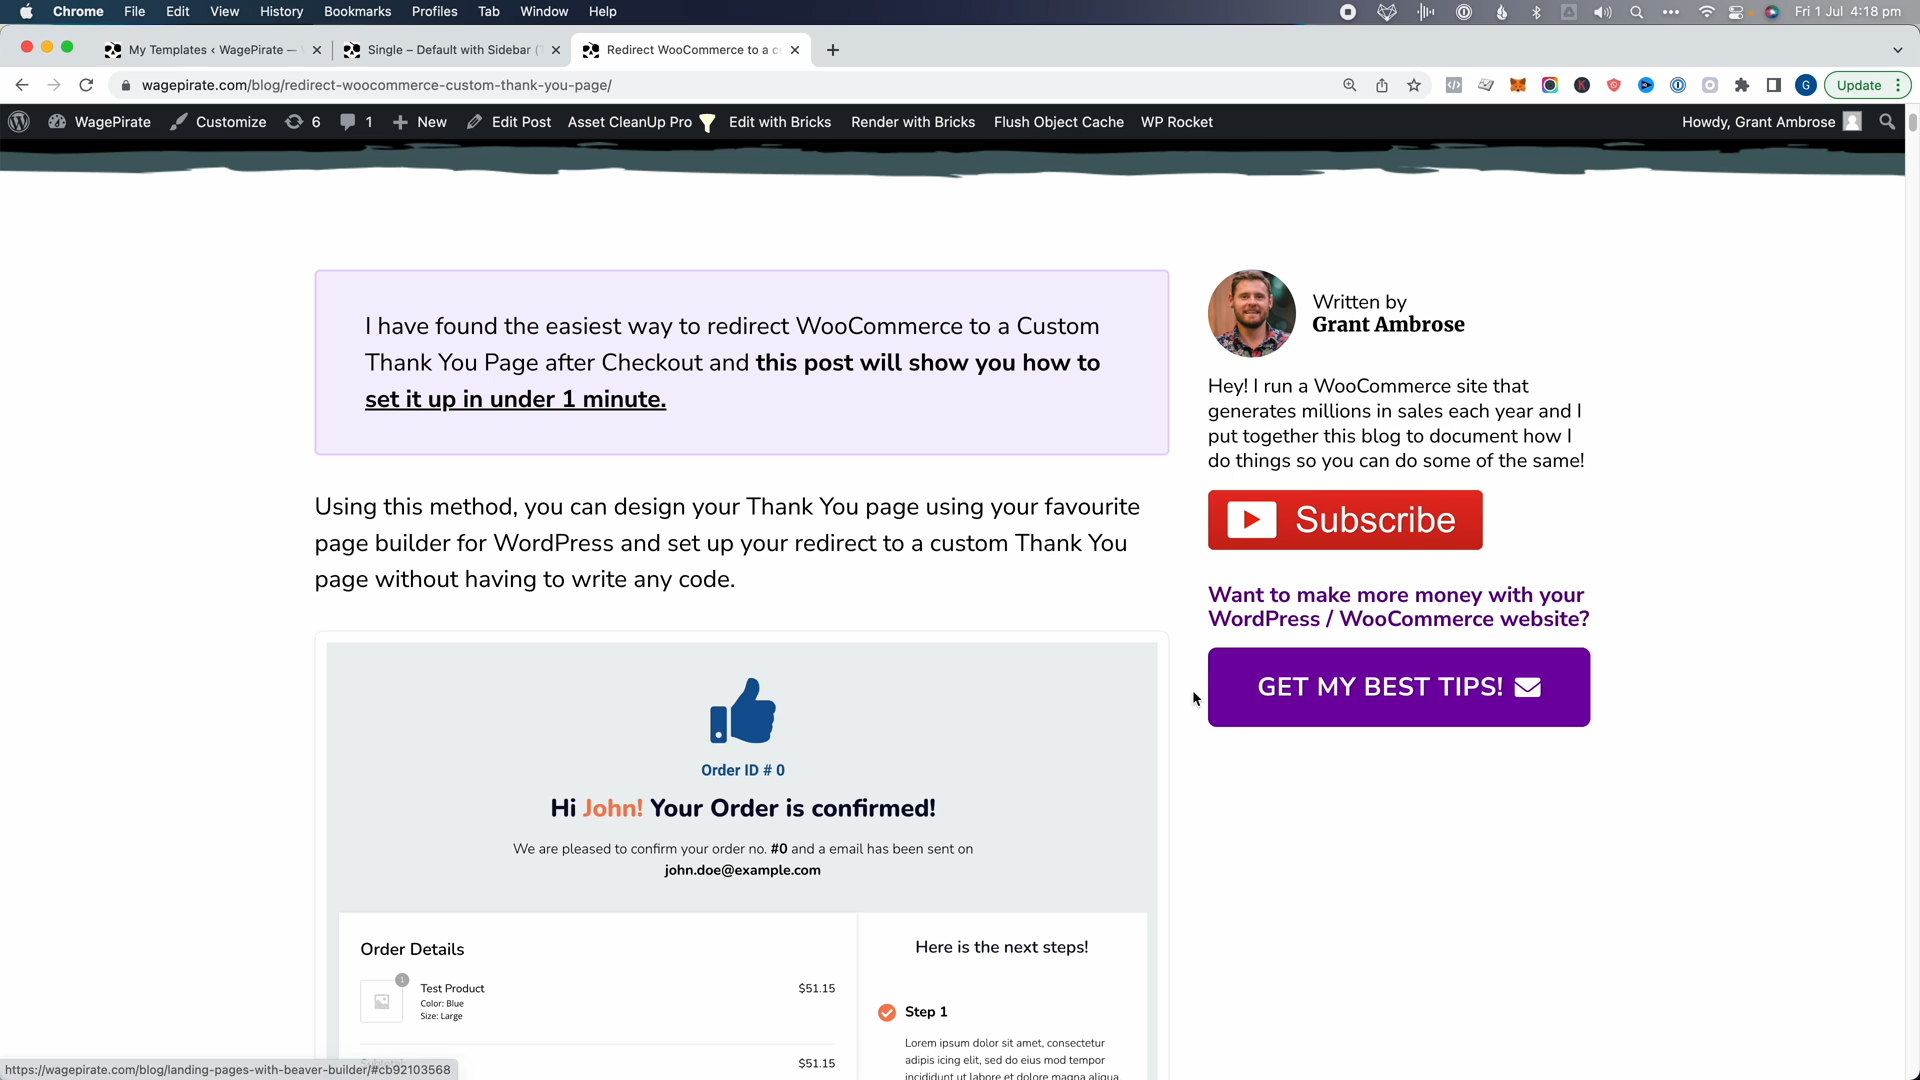 Chrome File Edit View History Bookmarks Profiles Tab Window Help Fri 1 Jul 4:18 pm
My Templates ‹ WagePirate — Single – Default with Sidebar ( Redirect WooCommerce to a c
wagepirate.com/blog/redirect-woocommerce-custom-thank-you-page/ Update
WagePirate Customize 6 1 New Edit Post Asset CleanUp Pro Edit with Bricks Render with Bricks Flush Object Cache WP Rocket Howdy, Grant Ambrose
I have found the easiest way to redirect WooCommerce to a Custom
Thank You Page after Checkout and this post will show you how to
set it up in under 1 minute.
Using this method, you can design your Thank You page using your favourite
page builder for WordPress and set up your redirect to a custom Thank You
page without having to write any code.
Order ID # 0
Hi John! Your Order is confirmed!
We are pleased to confirm your order no. #0 and a email has been sent on
john.doe@example.com
Order Details
1
Test Product $51.15
Color: Blue
Size: Large
Subtotal $51.15
Here is the next steps!
Step 1
Lorem ipsum dolor sit amet, consectetur
adipis icing elit, sed do eius mod tempor
incididunt ut labore et dolore magna aliqua
Written by
Grant Ambrose
Hey! I run a WooCommerce site that
generates millions in sales each year and I
put together this blog to document how I
do things so you can do some of the same!
Subscribe
Want to make more money with your
WordPress / WooCommerce website?
GET MY BEST TIPS!
https://wagepirate.com/blog/landing-pages-with-beaver-builder/#cb92103568